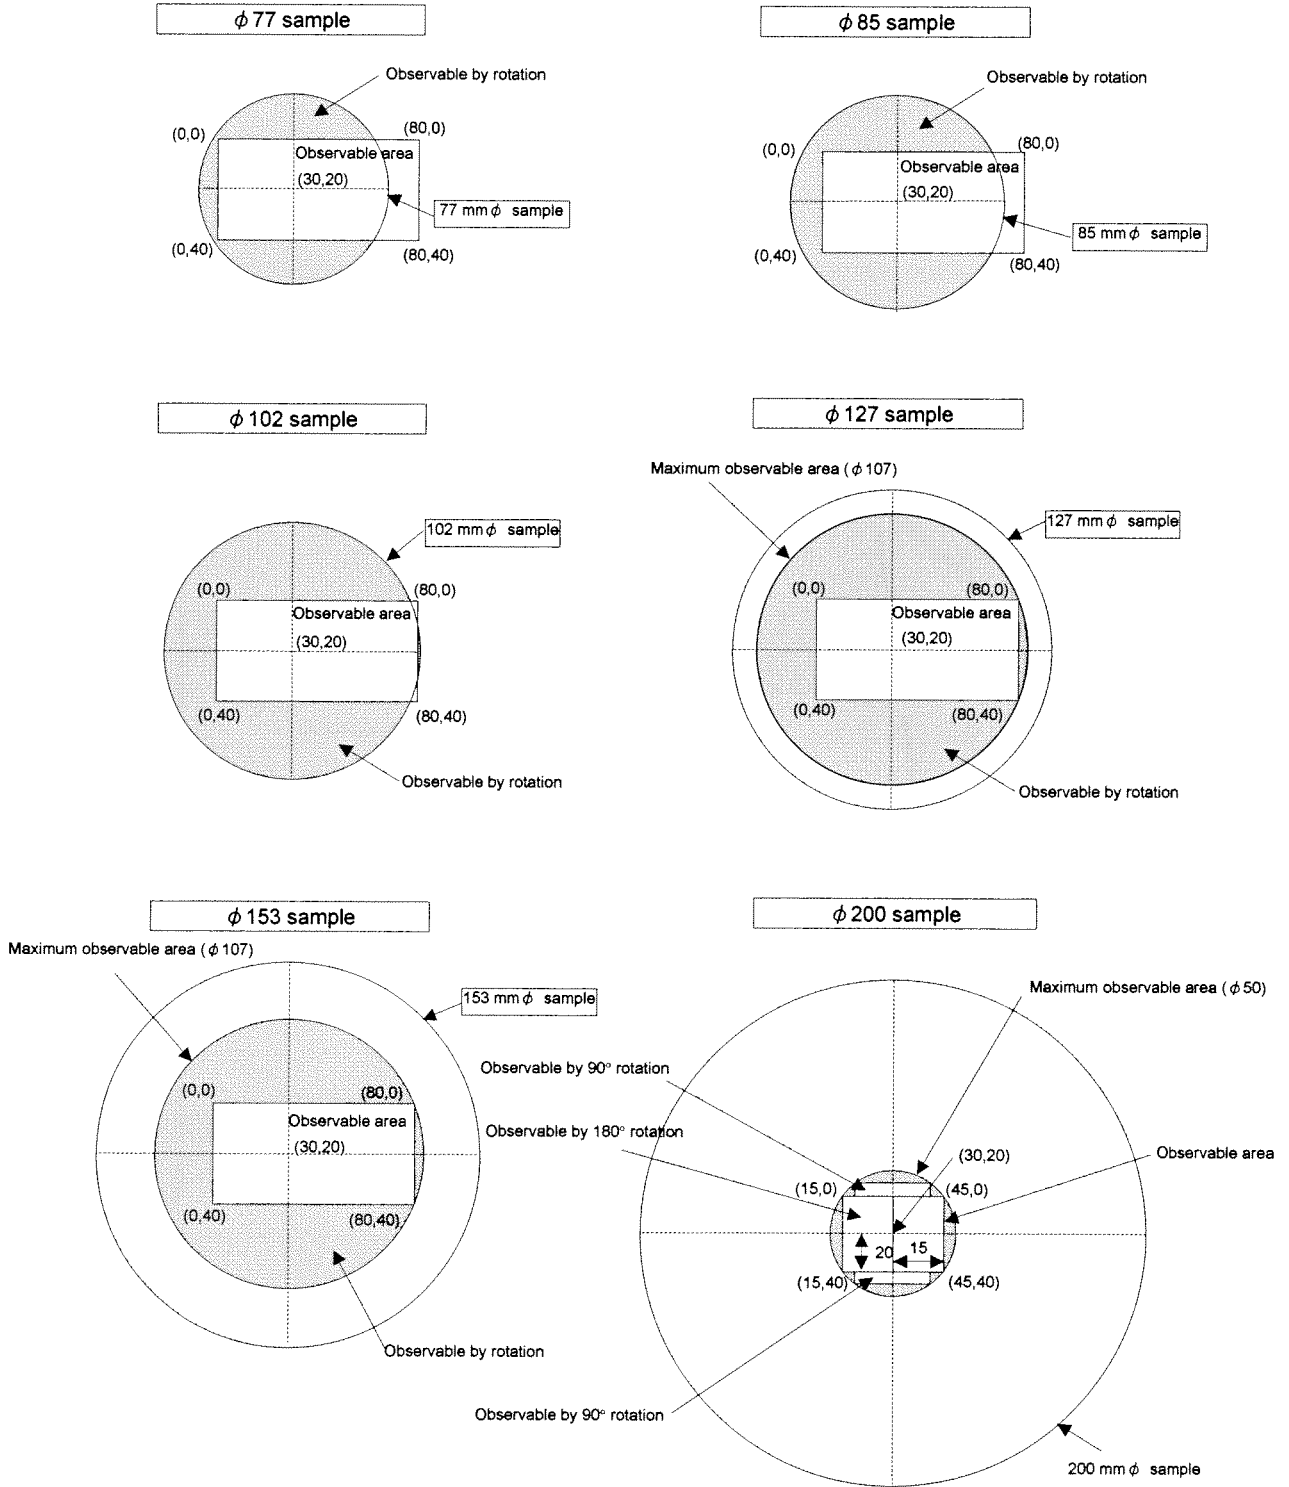 ϕ 77 sample
Observable by rotation
(0,0)
(80,0)
Observable area
(30,20)
77 mm ϕ sample
(0,40)
(80,40)
ϕ 85 sample
Observable by rotation
(0,0)
(80,0)
Observable area
(30,20)
85 mm ϕ sample
(0,40)
(80,40)
ϕ 102 sample
102 mm ϕ sample
(0,0)
(80,0)
Observable area
(30,20)
(0,40)
(80,40)
Observable by rotation
ϕ 127 sample
Maximum observable area (ϕ 107)
127 mm ϕ sample
(0,0)
(80,0)
Observable area
(30,20)
(0,40)
(80,40)
Observable by rotation
ϕ 153 sample
Maximum observable area (ϕ 107)
153 mm ϕ sample
(0,0)
(80,0)
Observable area
(30,20)
(0,40)
(80,40)
Observable by rotation
ϕ 200 sample
Maximum observable area (ϕ 50)
Observable by 90° rotation
Observable by 180° rotation
(30,20)
Observable area
(15,0)
(45,0)
20
15
(15,40)
(45,40)
Observable by 90° rotation
200 mm ϕ sample